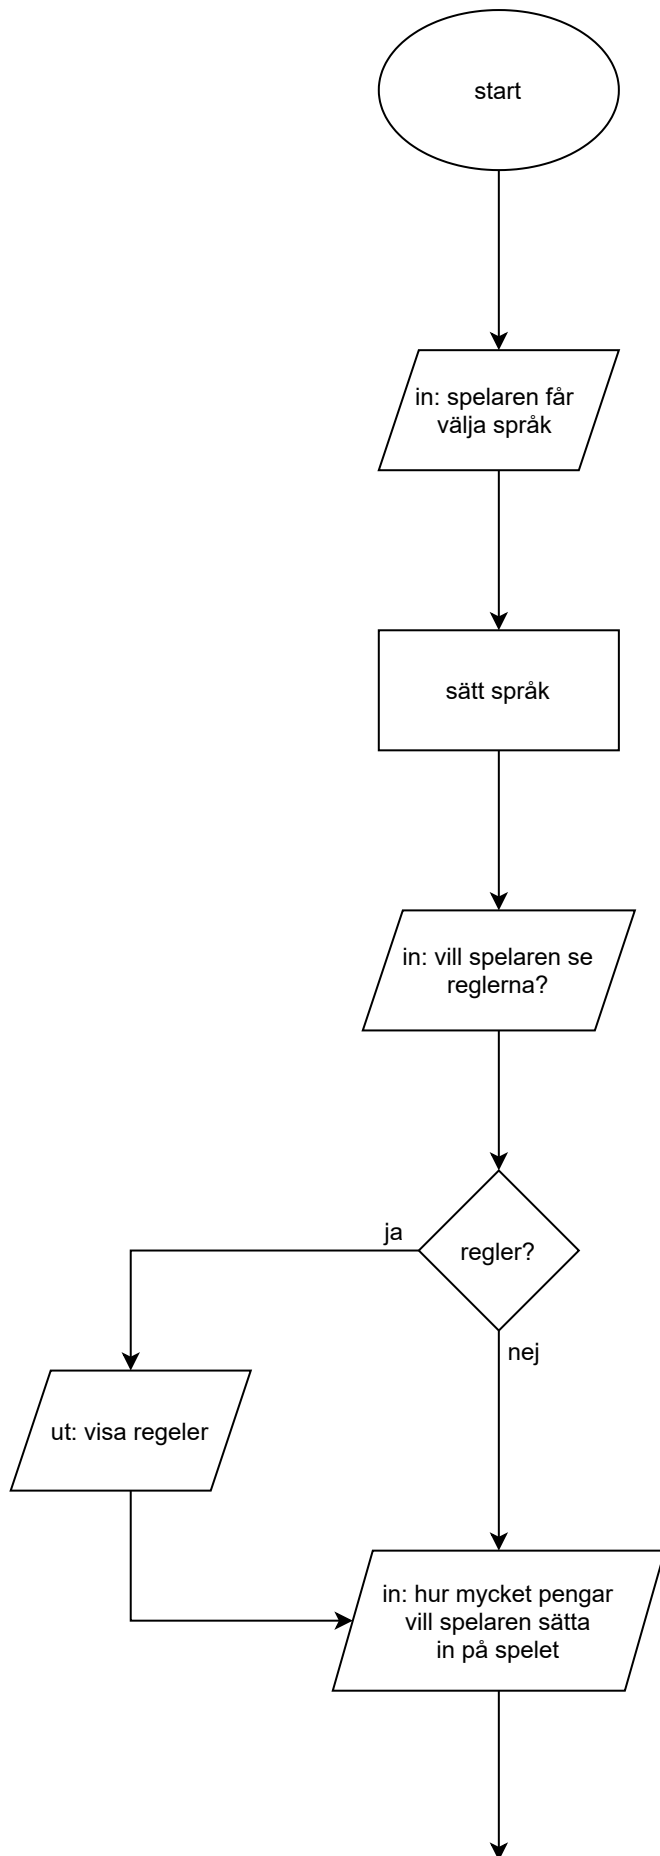 start
in: spelaren får
välja språk
sätt språk
in: vill spelaren se
reglerna?
ja
regler?
nej
ut: visa regeler
in: hur mycket pengar
vill spelaren sätta
in på spelet